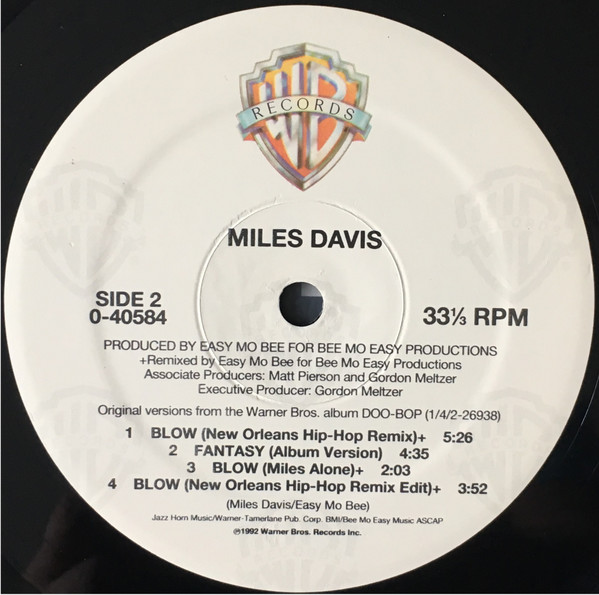 WB
RECORDS
MILES DAVIS
SIDE 2
0-40584
33⅓ RPM
PRODUCED BY EASY MO BEE FOR BEE MO EASY PRODUCTIONS
+Remixed by Easy Mo Bee for Bee Mo Easy Productions
Associate Producers: Matt Pierson and Gordon Meltzer
Executive Producer: Gordon Meltzer
Original versions from the Warner Bros. album DOO-BOP (1/4/2-26938)
1 BLOW (New Orleans Hip-Hop Remix)+ 5:26
2 FANTASY (Album Version) 4:35
3 BLOW (Miles Alone)+ 2:03
4 BLOW (New Orleans Hip-Hop Remix Edit)+ 3:52
(Miles Davis/Easy Mo Bee)
Jazz Horn Music/Warner-Tamerlane Pub. Corp. BMI/Bee Mo Easy Music ASCAP
℗1992 Warner Bros. Records Inc.